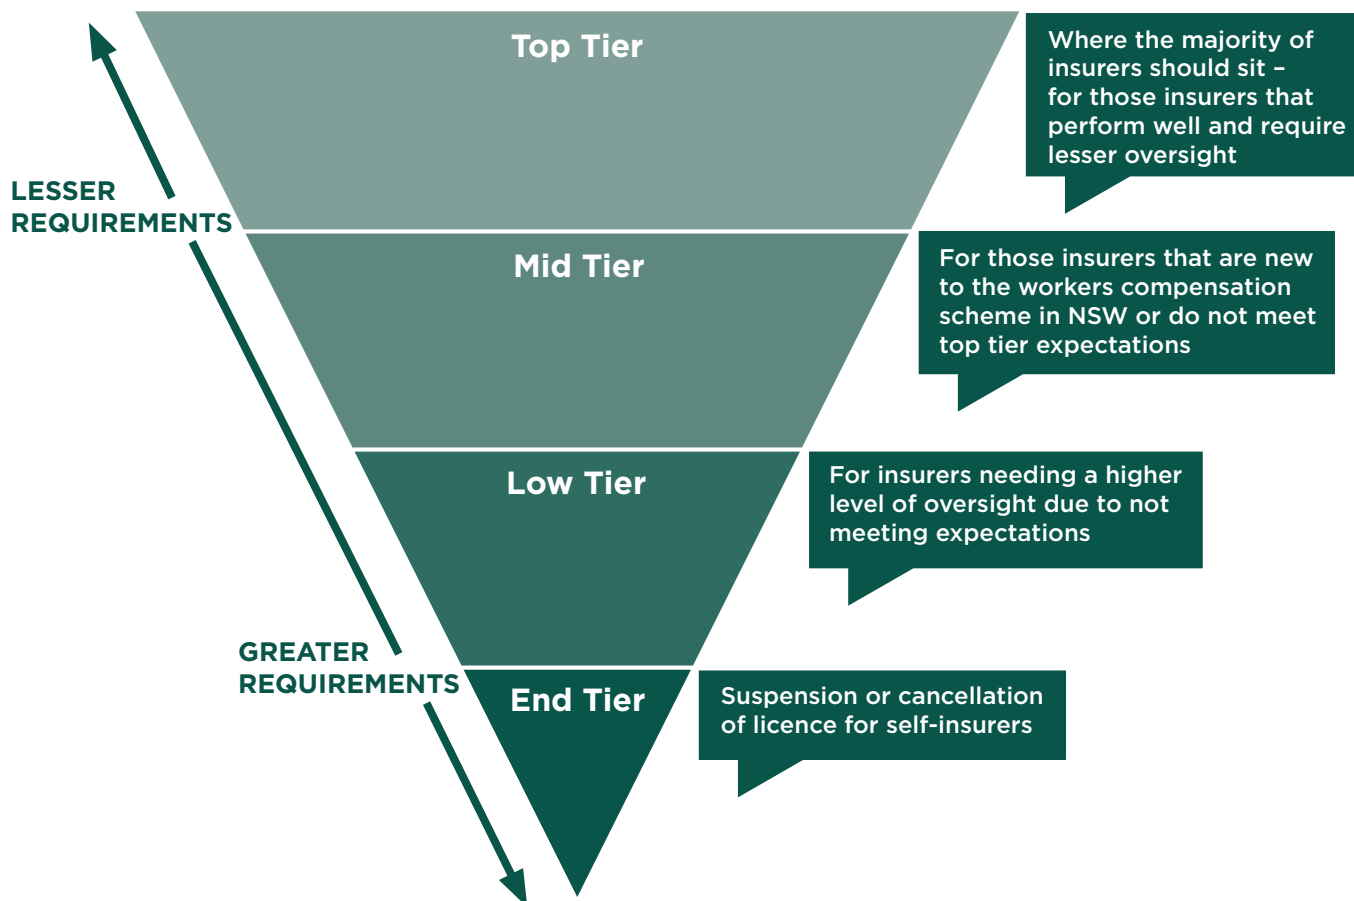 Top Tier
Where the majority of
insurers should sit –
for those insurers that
perform well and require
lesser oversight
LESSER
REQUIREMENTS
Mid Tier
For those insurers that are new
to the workers compensation
scheme in NSW or do not meet
top tier expectations
Low Tier
For insurers needing a higher
level of oversight due to not
meeting expectations
GREATER
REQUIREMENTS
End Tier
Suspension or cancellation
of licence for self-insurers